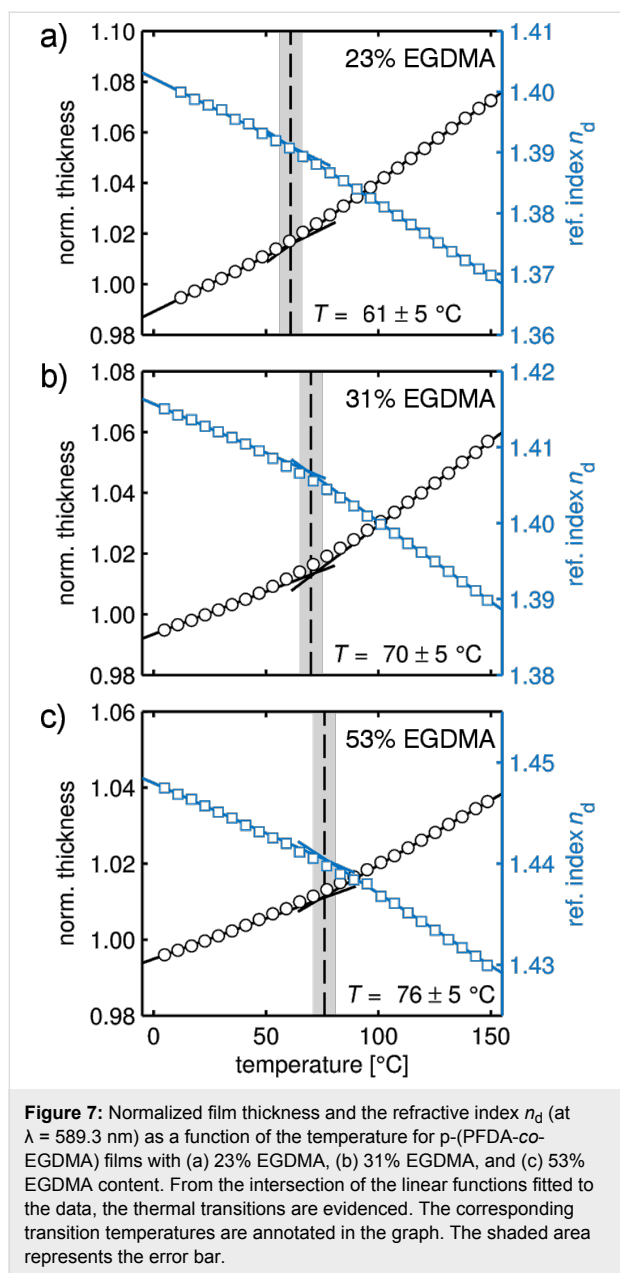 a)
23% EGDMA
1.10
1.08
1.06
1.04
1.02
1.00
0.98
norm. thickness
1.41
1.40
1.39
1.38
1.37
1.36
ref. index nd
T = 61 ± 5 °C
b)
31% EGDMA
1.08
1.06
1.04
1.02
1.00
0.98
norm. thickness
1.42
1.41
1.40
1.39
1.38
ref. index nd
T = 70 ± 5 °C
c)
53% EGDMA
1.06
1.04
1.02
1.00
0.98
norm. thickness
1.45
1.44
1.43
ref. index nd
T = 76 ± 5 °C
0 50 100 150
temperature [°C]
Figure 7: Normalized film thickness and the refractive index nd (at
λ = 589.3 nm) as a function of the temperature for p-(PFDA-co-
EGDMA) films with (a) 23% EGDMA, (b) 31% EGDMA, and (c) 53%
EGDMA content. From the intersection of the linear functions fitted to
the data, the thermal transitions are evidenced. The corresponding
transition temperatures are annotated in the graph. The shaded area
represents the error bar.